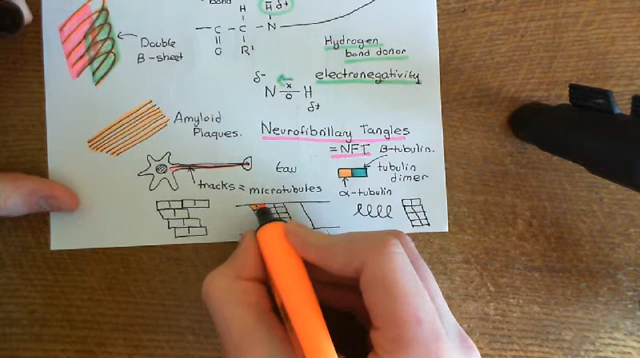 bond
H
H δ+
C C N
O R'
Double
B-sheet
Hydrogen
bond donor
electronegativity
δ-
N x o H
δ+
Amyloid
Plaques.
Neurofibrillary Tangles
= NFT
B-tubulin.
tubulin
dimer
tau
tracks = microtubules
α-tubulin